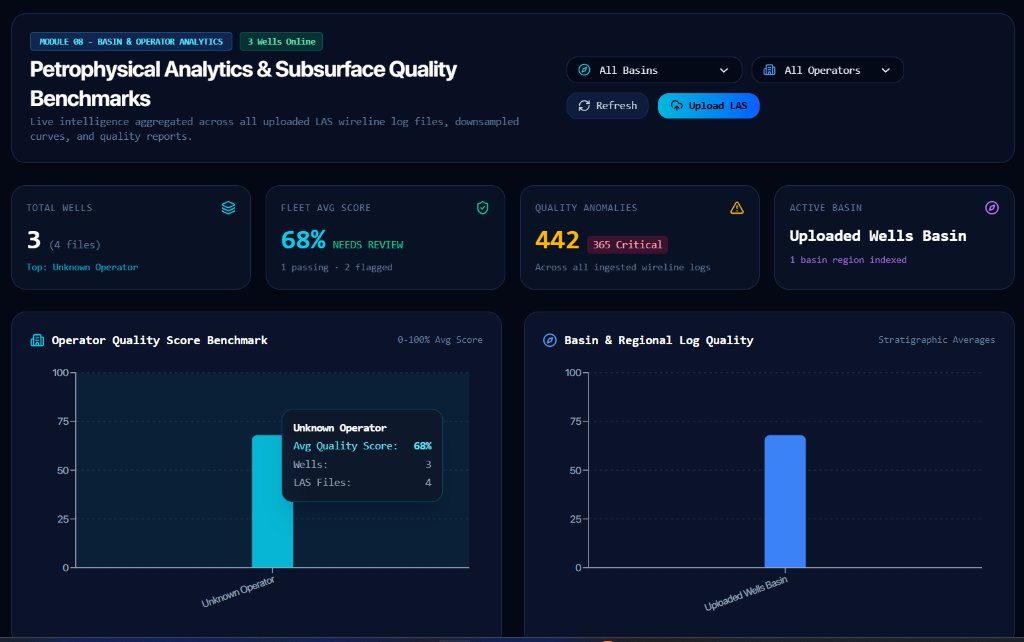 MODULE 08 - BASIN & OPERATOR ANALYTICS
3 Wells Online
Petrophysical Analytics & Subsurface Quality
Benchmarks
Live intelligence aggregated across all uploaded LAS wireline log files, downsampled
curves, and quality reports.
All Basins
All Operators
Refresh
Upload LAS
TOTAL WELLS
3 (4 files)
Top: Unknown Operator
FLEET AVG SCORE
68% NEEDS REVIEW
1 passing · 2 flagged
QUALITY ANOMALIES
442 365 Critical
Across all ingested wireline logs
ACTIVE BASIN
Uploaded Wells Basin
1 basin region indexed
Operator Quality Score Benchmark
0-100% Avg Score
100
75
50
25
0
Unknown Operator
Avg Quality Score: 68%
Wells: 3
LAS Files: 4
Unknown Operator
Basin & Regional Log Quality
Stratigraphic Averages
100
75
50
25
0
Uploaded Wells Basin